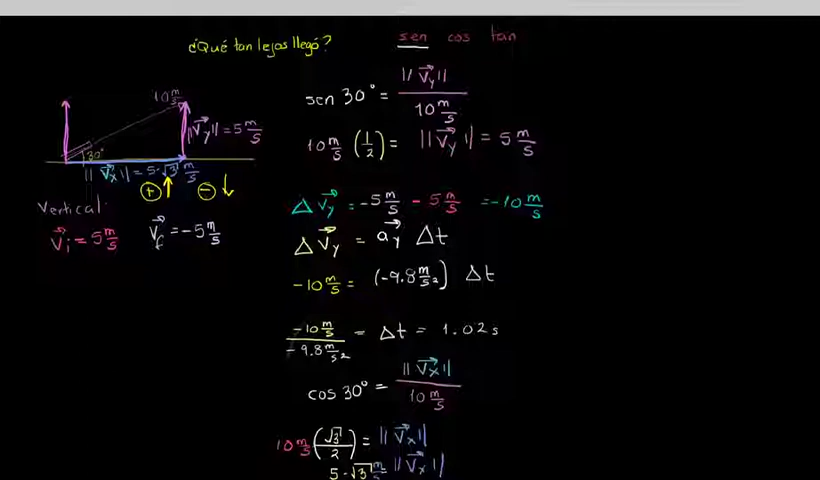 ¿Qué tan lejos llegó?
sen cos tan
10 m/s
30°
||V⃗y|| = 5 m/s
||V⃗x|| = 5·√3 m/s
+ ↑ - ↓
Vertical:
V⃗i = 5 m/s V⃗f = -5 m/s
sen 30° = ||V⃗y|| / 10 m/s
10 m/s (1/2) = ||V⃗y|| = 5 m/s
Δ V⃗y = -5 m/s - 5 m/s = -10 m/s
Δ V⃗y = a⃗y Δt
-10 m/s = (-9.8 m/s²) Δt
-10 m/s / -9.8 m/s² = Δt = 1.02 s
cos 30° = ||V⃗x|| / 10 m/s
10 m/s (√3/2) = ||V⃗x||
5·√3 m/s = ||V⃗x||